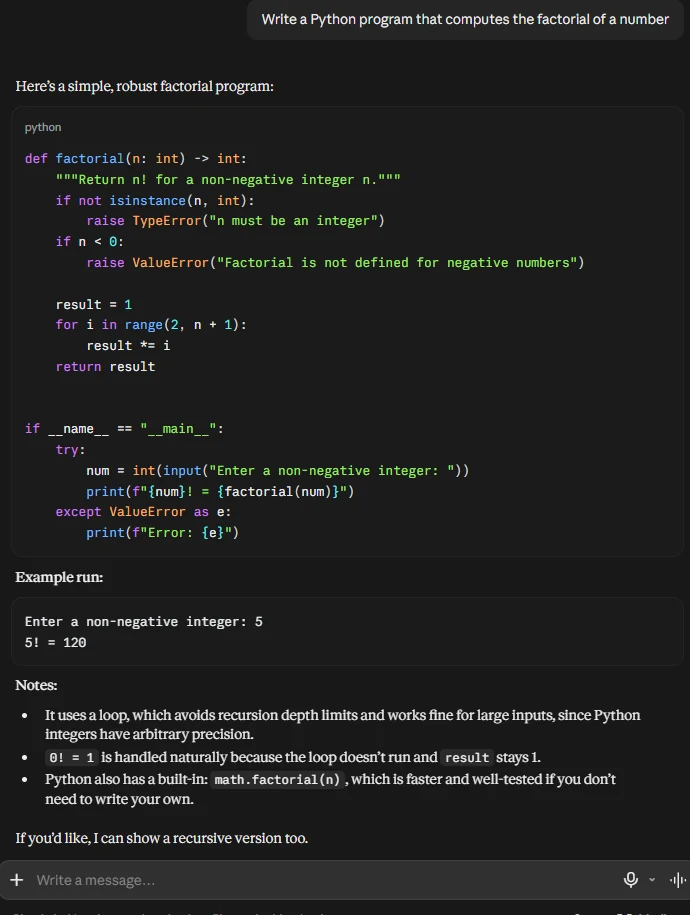 Write a Python program that computes the factorial of a number
Here’s a simple, robust factorial program:
python
def factorial(n: int) -> int:
    """Return n! for a non-negative integer n."""
    if not isinstance(n, int):
        raise TypeError("n must be an integer")
    if n < 0:
        raise ValueError("Factorial is not defined for negative numbers")
    result = 1
    for i in range(2, n + 1):
        result *= i
    return result
if __name__ == "__main__":
    try:
        num = int(input("Enter a non-negative integer: "))
        print(f"{num}! = {factorial(num)}")
    except ValueError as e:
        print(f"Error: {e}")
Example run:
Enter a non-negative integer: 5
5! = 120
Notes:
• It uses a loop, which avoids recursion depth limits and works fine for large inputs, since Python
integers have arbitrary precision.
• 0! = 1 is handled naturally because the loop doesn’t run and result stays 1.
• Python also has a built-in: math.factorial(n), which is faster and well-tested if you don’t
need to write your own.
If you’d like, I can show a recursive version too.
+ Write a message...